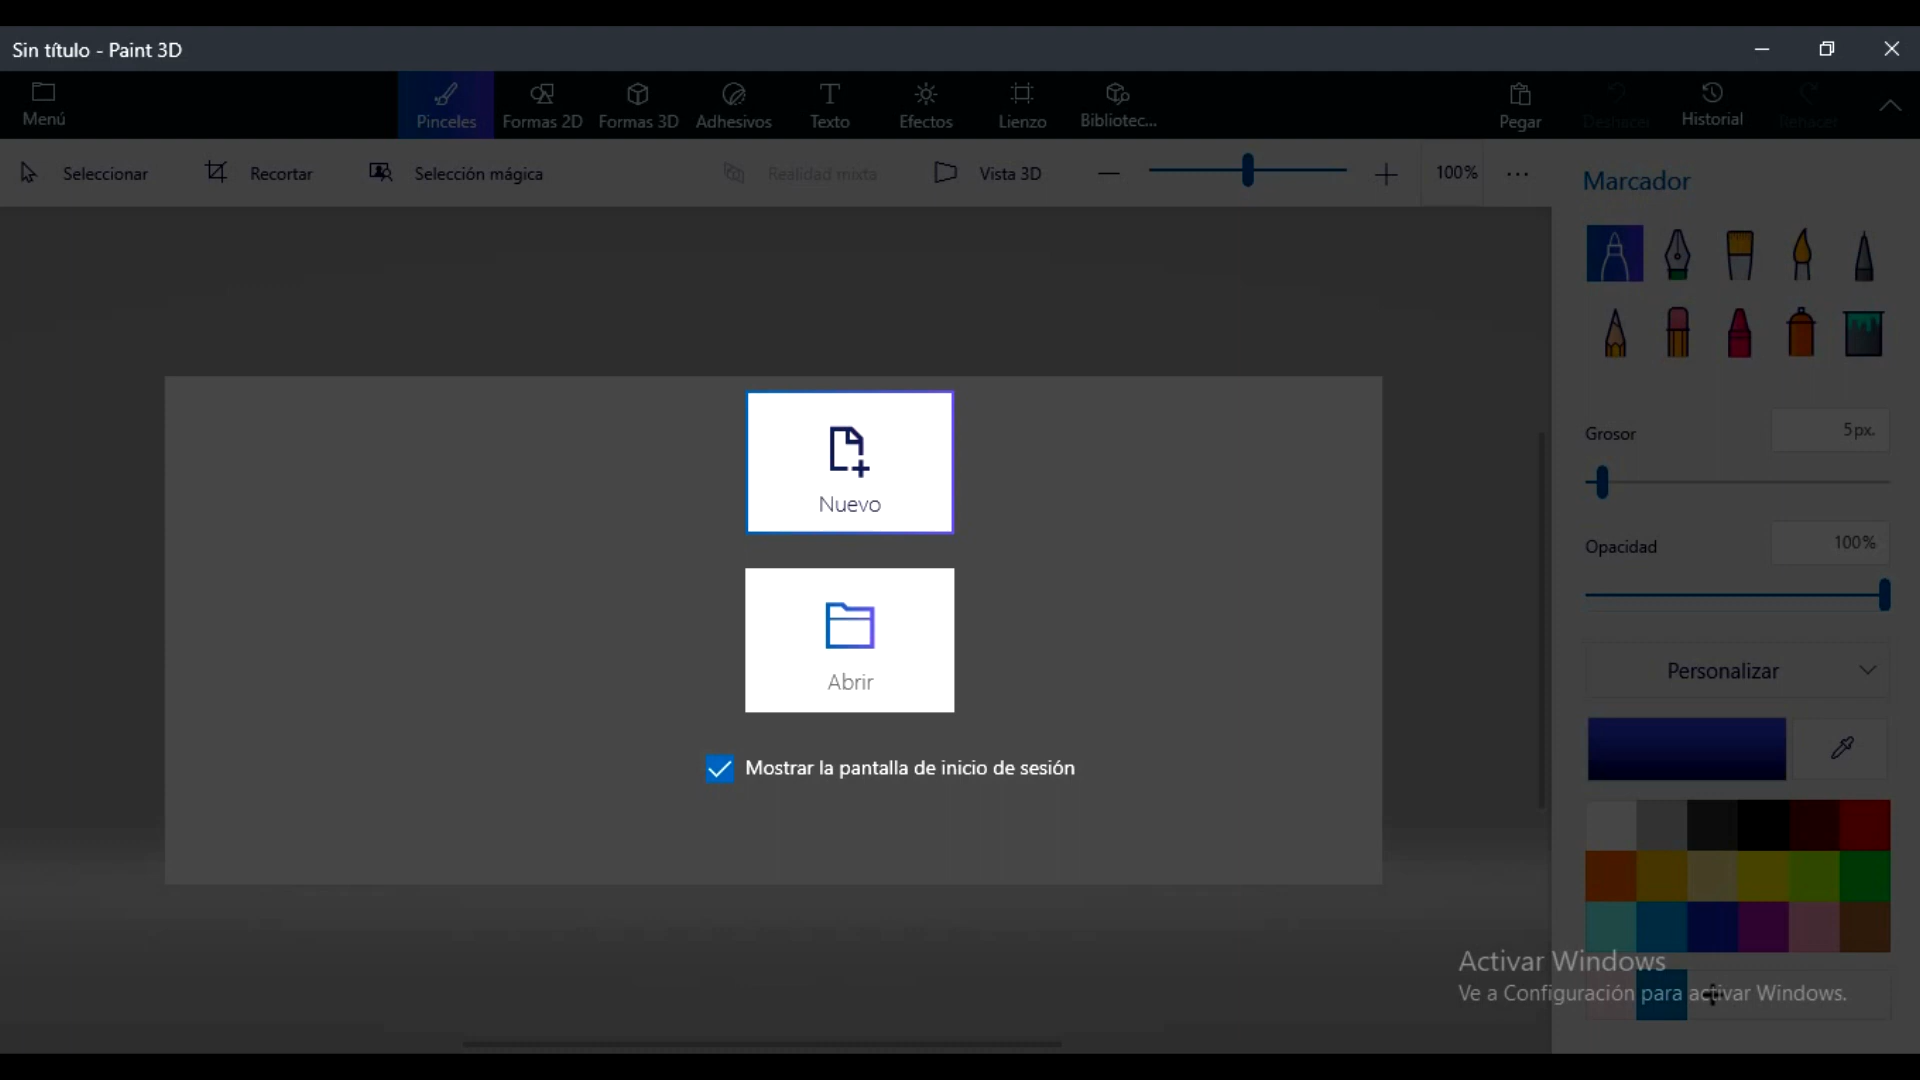 Sin título - Paint 3D
Menú
Pinceles
Formas 2D
Formas 3D
Adhesivos
Texto
Efectos
Lienzo
Bibliotec...
Pegar
Deshacer
Historial
Rehacer
Seleccionar
Recortar
Selección mágica
Realidad mixta
Vista 3D
100%
Marcador
Grosor
5px.
Opacidad
100%
Personalizar
Nuevo
Abrir
Mostrar la pantalla de inicio de sesión
Activar Windows
Ve a Configuración para activar Windows.